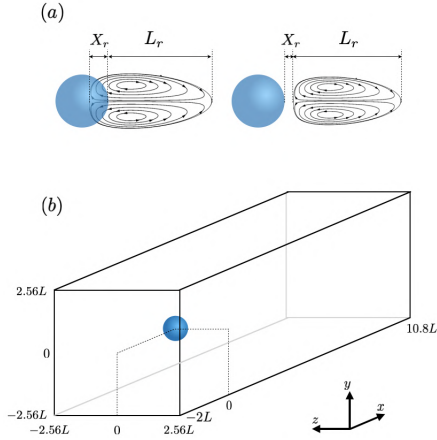 (a)
X_r L_r X_r L_r
(b)
2.56L
0
−2.56L
−2.56L 0 2.56L
−2L
0
10.8L
y
x
z